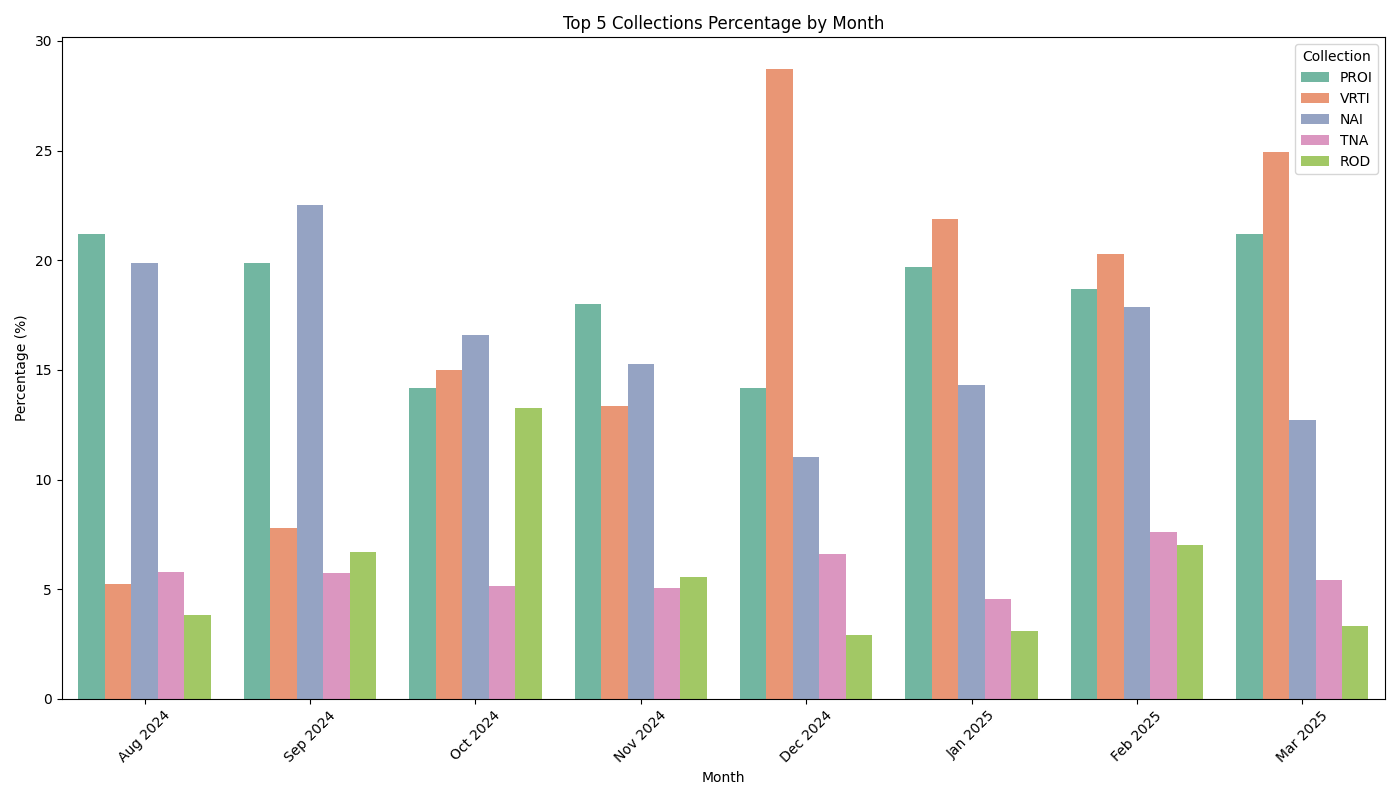 Top 5 Collections Percentage by Month
Percentage (%)
30
25
20
15
10
5
0
Collection
PROI
VRTI
NAI
TNA
ROD
Aug 2024
Sep 2024
Oct 2024
Nov 2024
Dec 2024
Jan 2025
Feb 2025
Mar 2025
Month